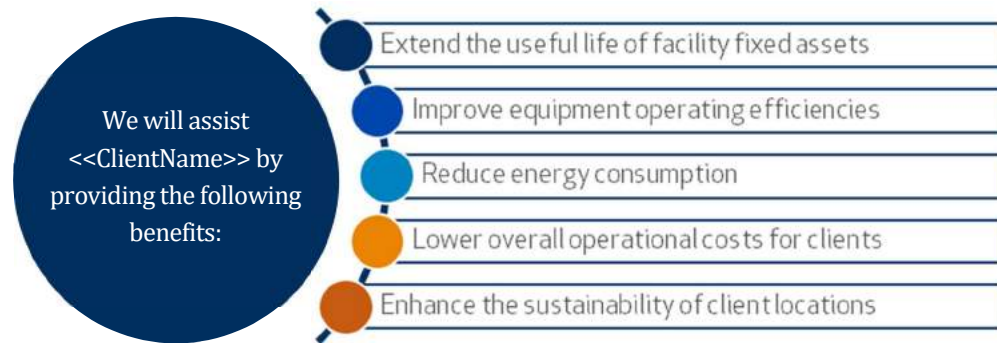 We will assist
<<ClientName>> by
providing the following
benefits:
Extend the useful life of facility fixed assets
Improve equipment operating efficiencies
Reduce energy consumption
Lower overall operational costs for clients
Enhance the sustainability of client locations